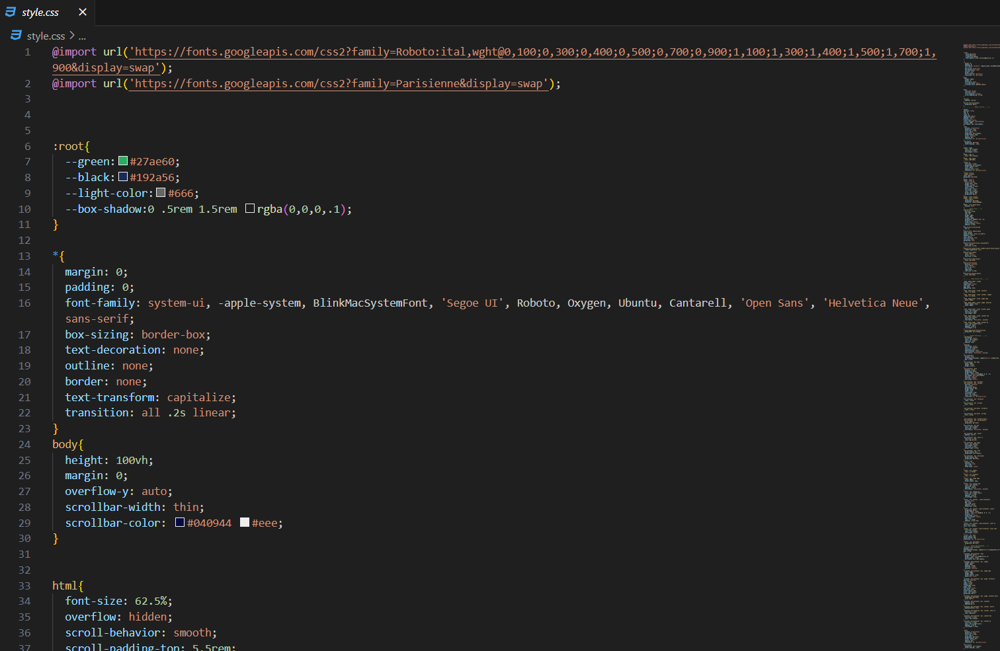 style.css ×
style.css > ...
1 @import url('https://fonts.googleapis.com/css2?family=Roboto:ital,wght@0,100;0,300;0,400;0,500;0,700;0,900;1,100;1,300;1,400;1,500;1,700;1,
900&display=swap');
2 @import url('https://fonts.googleapis.com/css2?family=Parisienne&display=swap');
3
4
5
6 :root{
7 --green:#27ae60;
8 --black:#192a56;
9 --light-color:#666;
10 --box-shadow:0 .5rem 1.5rem rgba(0,0,0,.1);
11 }
12
13 *{
14 margin: 0;
15 padding: 0;
16 font-family: system-ui, -apple-system, BlinkMacSystemFont, 'Segoe UI', Roboto, Oxygen, Ubuntu, Cantarell, 'Open Sans', 'Helvetica Neue',
sans-serif;
17 box-sizing: border-box;
18 text-decoration: none;
19 outline: none;
20 border: none;
21 text-transform: capitalize;
22 transition: all .2s linear;
23 }
24 body{
25 height: 100vh;
26 margin: 0;
27 overflow-y: auto;
28 scrollbar-width: thin;
29 scrollbar-color: #040944 #eee;
30 }
31
32
33 html{
34 font-size: 62.5%;
35 overflow: hidden;
36 scroll-behavior: smooth;
37 scroll-padding-top: 5.5rem;